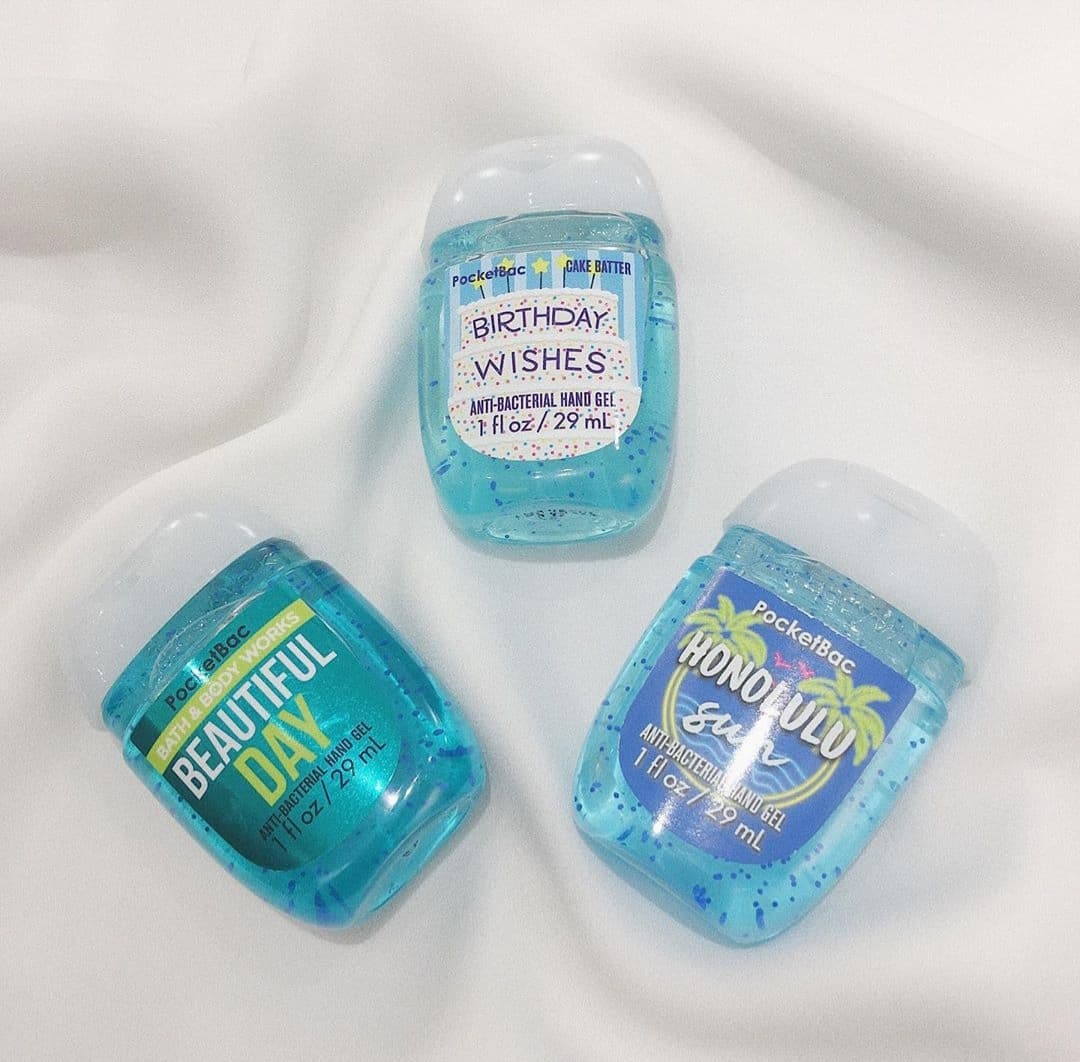 PocketBac CAKE BATTER
BIRTHDAY
WISHES
ANTI-BACTERIAL HAND GEL
1 fl oz / 29 mL
PocketBac
BATH & BODY WORKS
BEAUTIFUL
DAY
ANTI-BACTERIAL HAND GEL
1 fl oz / 29 mL
PocketBac
HONOLULU
sun
ANTI-BACTERIAL HAND GEL
1 fl oz / 29 mL